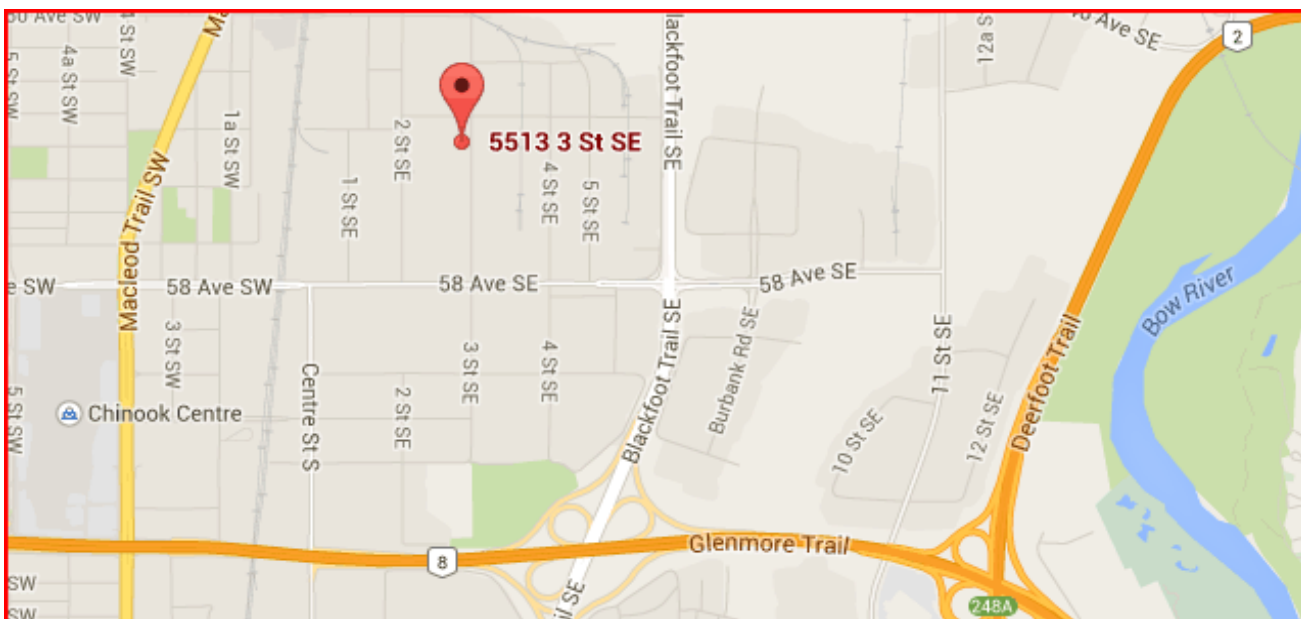 50 Ave SW
Ma
4 St SW
4a St SW
5 St SW
1a St SW
Macleod Trail SW
2 St SE
1 St SE
5513 3 St SE
4 St SE
5 St SE
Blackfoot Trail SE
12a S
Ave SE
2
e SW
58 Ave SW
58 Ave SE
58 Ave SE
Bow River
3 St SW
Centre St S
2 St SE
3 St SE
4 St SE
Blackfoot Trail SE
Burbank Rd SE
11 St SE
10 St SE
12 St SE
Deerfoot Trail
5 St SW
Chinook Centre
8
Glenmore Trail
248A
SW
SW
ail SE